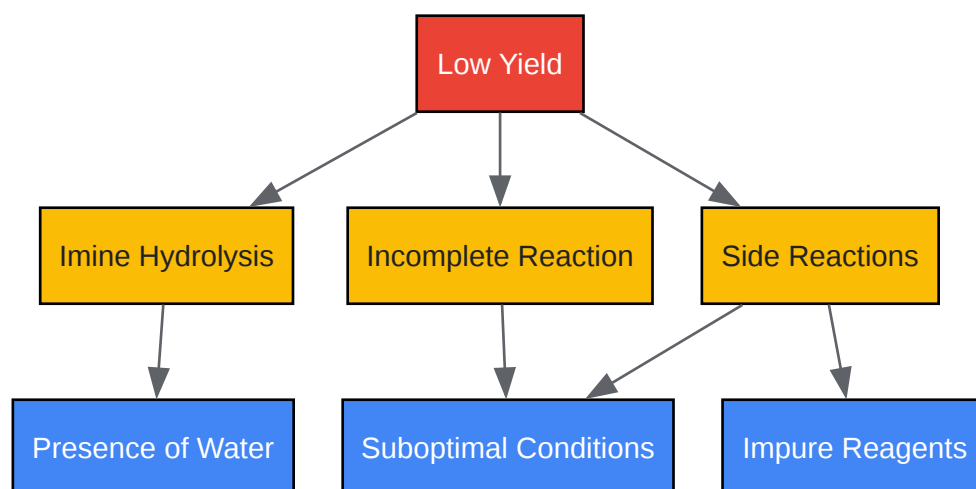 Low Yield
Imine Hydrolysis
Incomplete Reaction
Side Reactions
Presence of Water
Suboptimal Conditions
Impure Reagents